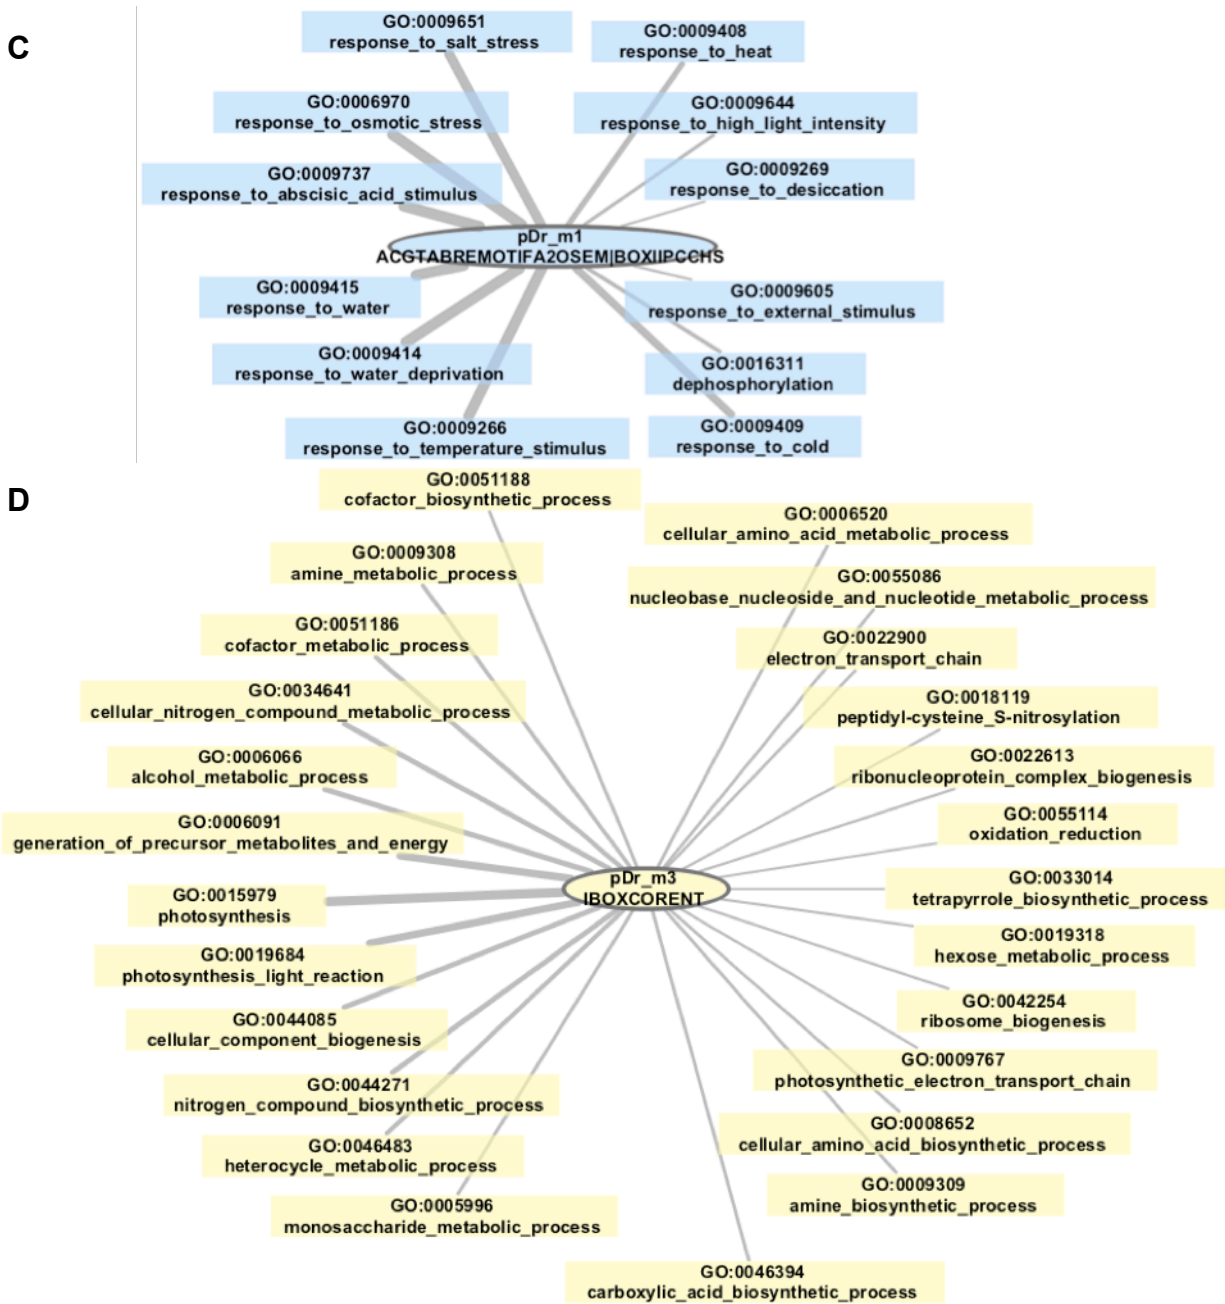 C
GO:0009651
response_to_salt_stress
GO:0009408
response_to_heat
GO:0006970
response_to_osmotic_stress
GO:0009644
response_to_high_light_intensity
GO:0009737
response_to_abscisic_acid_stimulus
GO:0009269
response_to_desiccation
pDr_m1
ACGTABREMOTIFA2OSEM|BOXIIPCCHS
GO:0009415
response_to_water
GO:0009605
response_to_external_stimulus
GO:0009414
response_to_water_deprivation
GO:0016311
dephosphorylation
GO:0009266
response_to_temperature_stimulus
GO:0009409
response_to_cold
D
GO:0051188
cofactor_biosynthetic_process
GO:0006520
cellular_amino_acid_metabolic_process
GO:0009308
amine_metabolic_process
GO:0055086
nucleobase_nucleoside_and_nucleotide_metabolic_process
GO:0051186
cofactor_metabolic_process
GO:0022900
electron_transport_chain
GO:0034641
cellular_nitrogen_compound_metabolic_process
GO:0018119
peptidyl-cysteine_S-nitrosylation
GO:0006066
alcohol_metabolic_process
GO:0022613
ribonucleoprotein_complex_biogenesis
GO:0006091
generation_of_precursor_metabolites_and_energy
GO:0055114
oxidation_reduction
pDr_m3
IBOXCORENT
GO:0015979
photosynthesis
GO:0033014
tetrapyrrole_biosynthetic_process
GO:0019684
photosynthesis_light_reaction
GO:0019318
hexose_metabolic_process
GO:0044085
cellular_component_biogenesis
GO:0042254
ribosome_biogenesis
GO:0044271
nitrogen_compound_biosynthetic_process
GO:0009767
photosynthetic_electron_transport_chain
GO:0046483
heterocycle_metabolic_process
GO:0008652
cellular_amino_acid_biosynthetic_process
GO:0005996
monosaccharide_metabolic_process
GO:0009309
amine_biosynthetic_process
GO:0046394
carboxylic_acid_biosynthetic_process